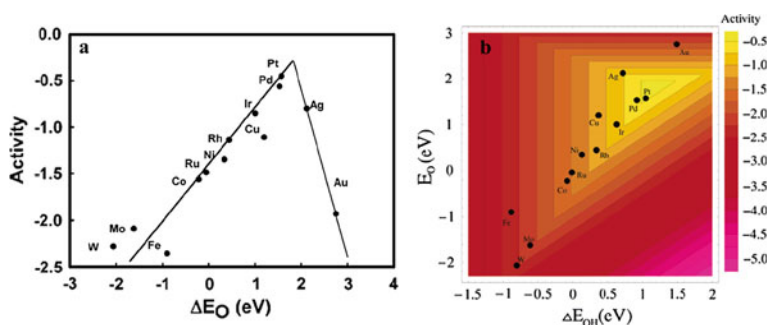 a
Activity
0.0
-0.5
-1.0
-1.5
-2.0
-2.5
Pt
Pd
Ir
Ag
Cu
Rh
Ni
Ru
Co
Au
Mo
W
Fe
-3 -2 -1 0 1 2 3 4
ΔE_O (eV)
b
E_O (eV)
3
2
1
0
-1
-2
Au
Ag
Pt
Pd
Cu
Ir
Ni
Rh
Ru
Co
Fe
Mo
W
-1.5 -1 -0.5 0 0.5 1 1.5 2
ΔE_OH (eV)
Activity
-0.5
-1.0
-1.5
-2.0
-2.5
-3.0
-3.5
-4.0
-4.5
-5.0